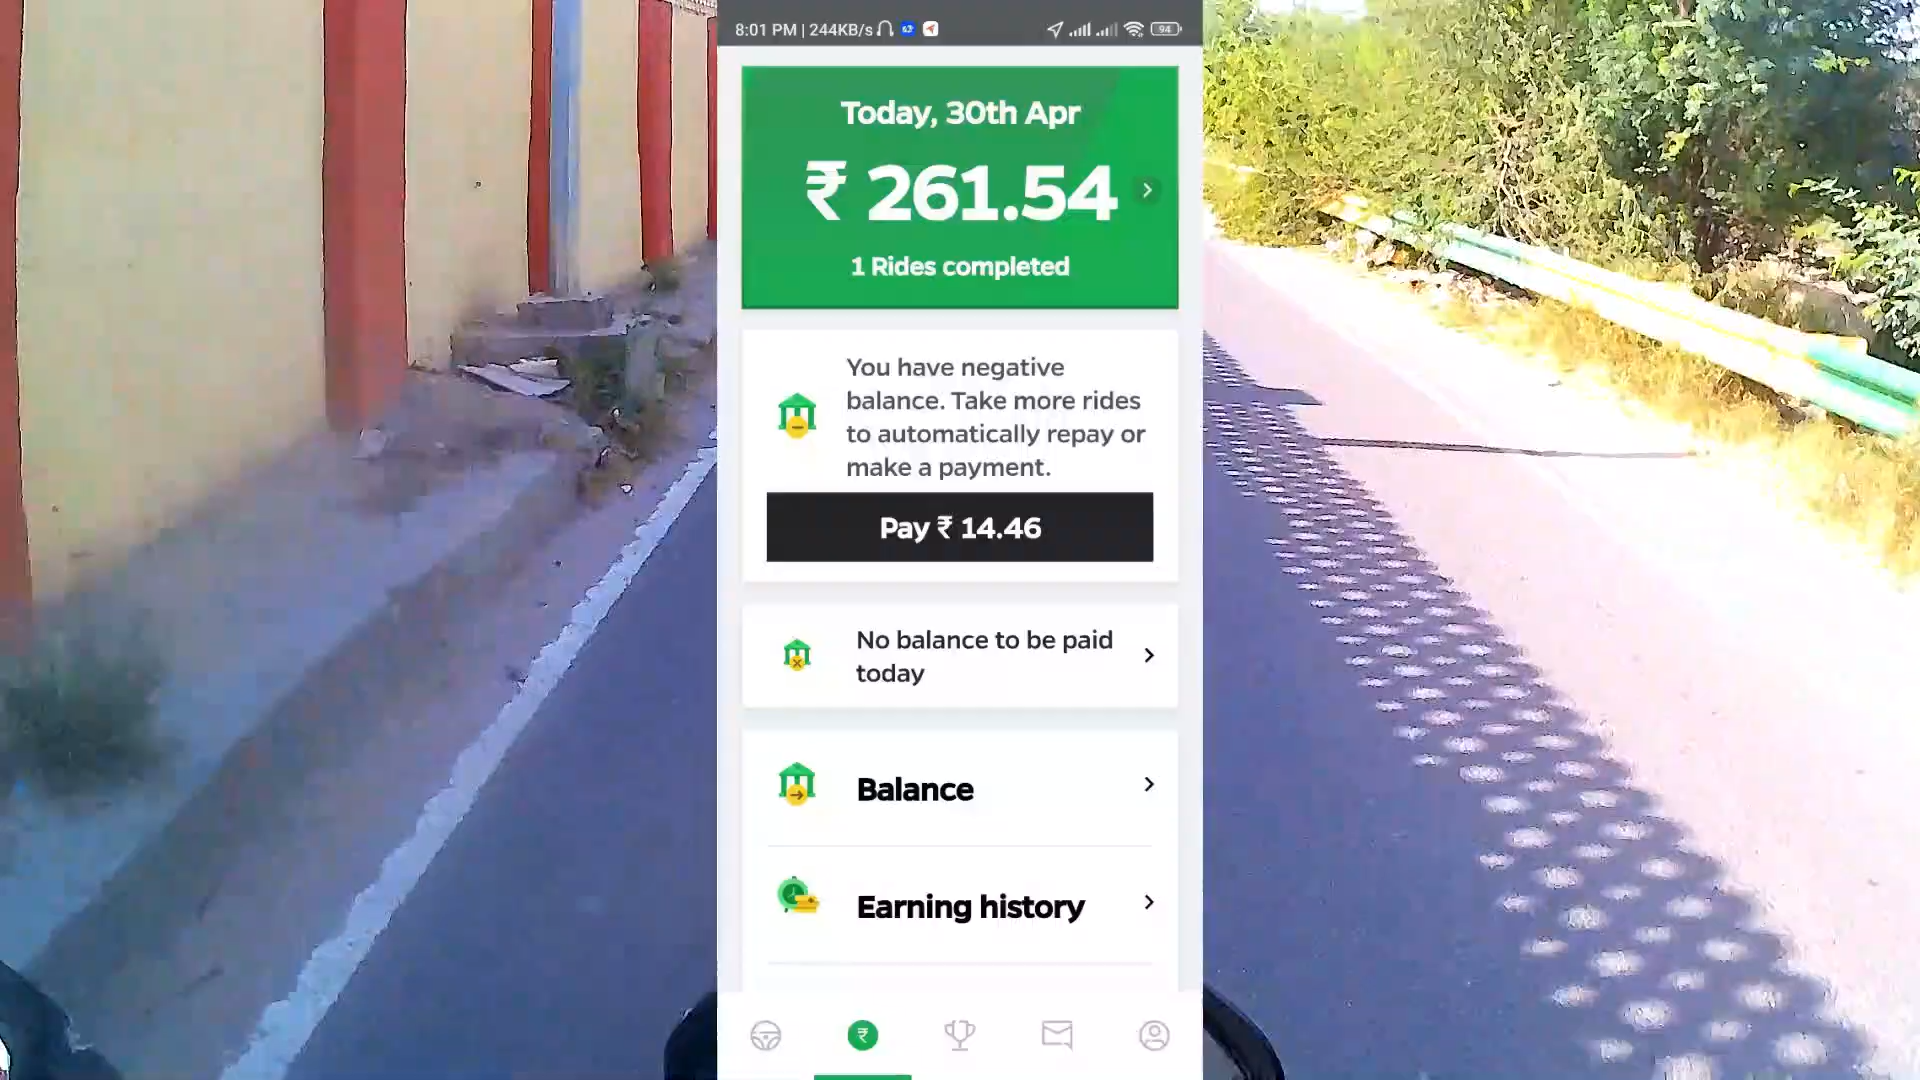 8:01 PM | 244KB/s
94
Today, 30th Apr
₹ 261.54
1 Rides completed
You have negative
balance. Take more rides
to automatically repay or
make a payment.
Pay ₹ 14.46
No balance to be paid
today
Balance
Earning history
₹